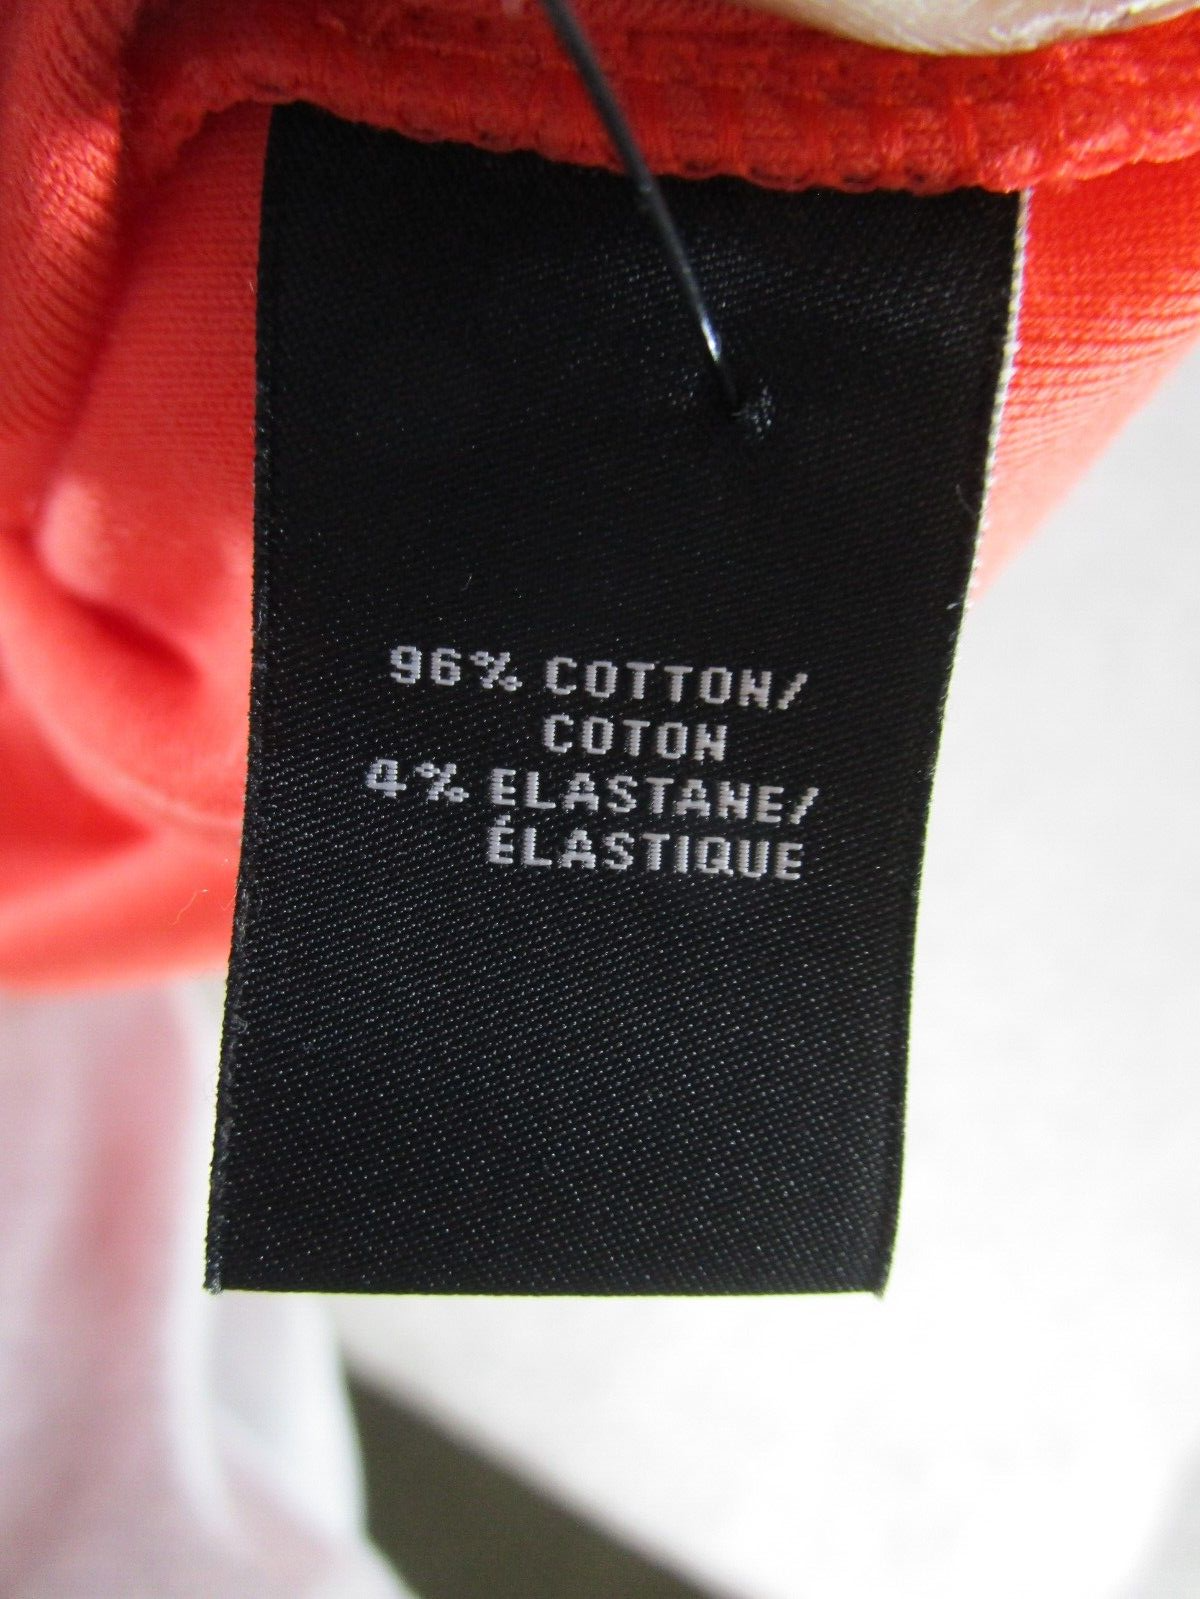 96% COTTON/
COTON
4% ELASTANE/
ÉLASTIQUE